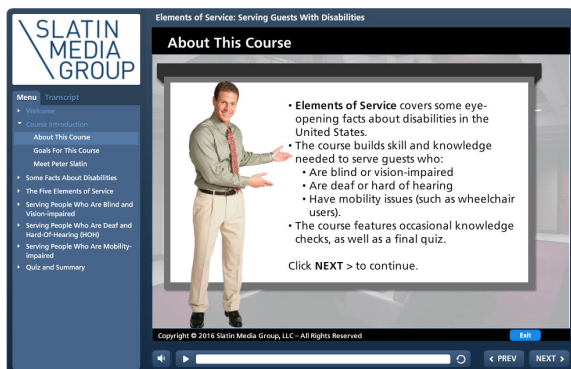 SLATIN
MEDIA
GROUP
Elements of Service: Serving Guests With Disabilities
About This Course
Menu Transcript
Welcome
Course Introduction
About This Course
Goals For This Course
Meet Peter Slatin
Some Facts About Disabilities
The Five Elements of Service
Serving People Who Are Blind and
Vision-impaired
Serving People Who Are Deaf and
Hard-Of-Hearing (HOH)
Serving People Who Are Mobility-
impaired
Quiz and Summary
• Elements of Service covers some eye-
opening facts about disabilities in the
United States.
• The course builds skill and knowledge
needed to serve guests who:
• Are blind or vision-impaired
• Are deaf or hard of hearing
• Have mobility issues (such as wheelchair
users).
• The course features occasional knowledge
checks, as well as a final quiz.
Click NEXT > to continue.
Copyright © 2016 Slatin Media Group, LLC – All Rights Reserved
Exit
< PREV
NEXT >